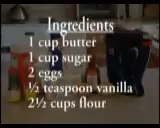 Ingredients
1 cup butter
1 cup sugar
2 eggs
½ teaspoon vanilla
2½ cups flour